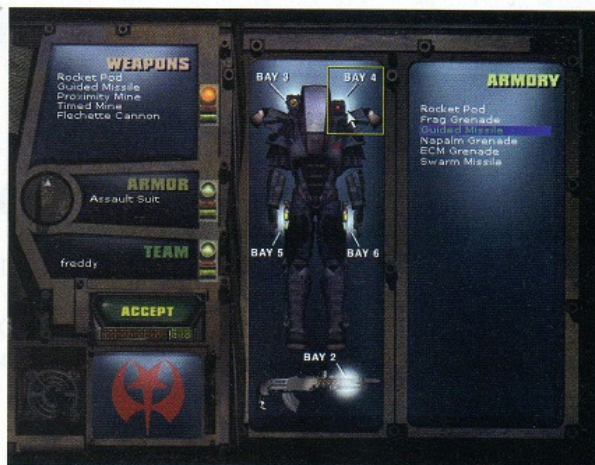 WEAPONS
Rocket Pod
Guided Missile
Proximity Mine
Timed Mine
Flechette Cannon
ARMOR
Assault Suit
TEAM
freddy
ACCEPT
BAY 3
BAY 4
BAY 5
BAY 6
BAY 2
ARMORY
Rocket Pod
Frag Grenade
Guided Missile
Napalm Grenade
ECM Grenade
Swarm Missile